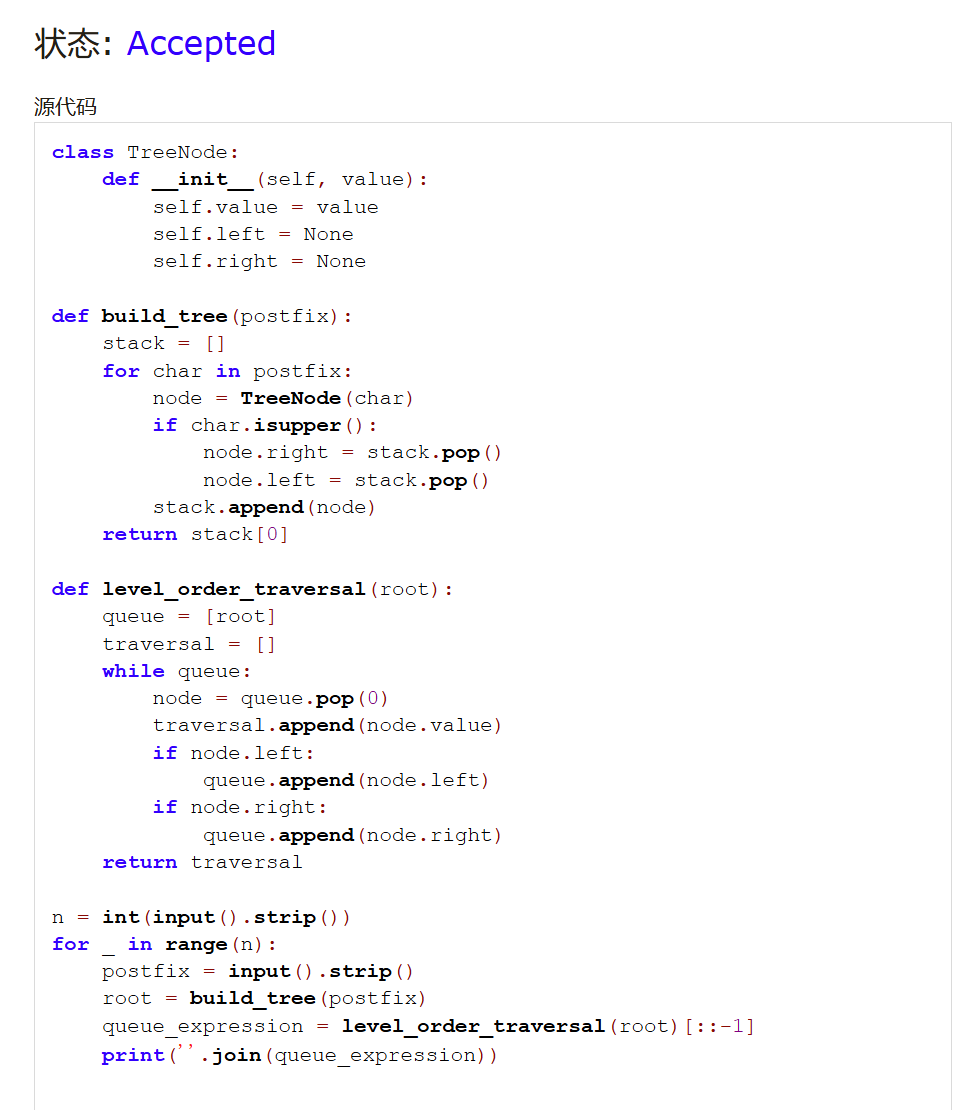 状态: Accepted
源代码
class TreeNode:
    def __init__(self, value):
        self.value = value
        self.left = None
        self.right = None
def build_tree(postfix):
    stack = []
    for char in postfix:
        node = TreeNode(char)
        if char.isupper():
            node.right = stack.pop()
            node.left = stack.pop()
        stack.append(node)
    return stack[0]
def level_order_traversal(root):
    queue = [root]
    traversal = []
    while queue:
        node = queue.pop(0)
        traversal.append(node.value)
        if node.left:
            queue.append(node.left)
        if node.right:
            queue.append(node.right)
    return traversal
n = int(input().strip())
for _ in range(n):
    postfix = input().strip()
    root = build_tree(postfix)
    queue_expression = level_order_traversal(root)[::-1]
    print(''.join(queue_expression))